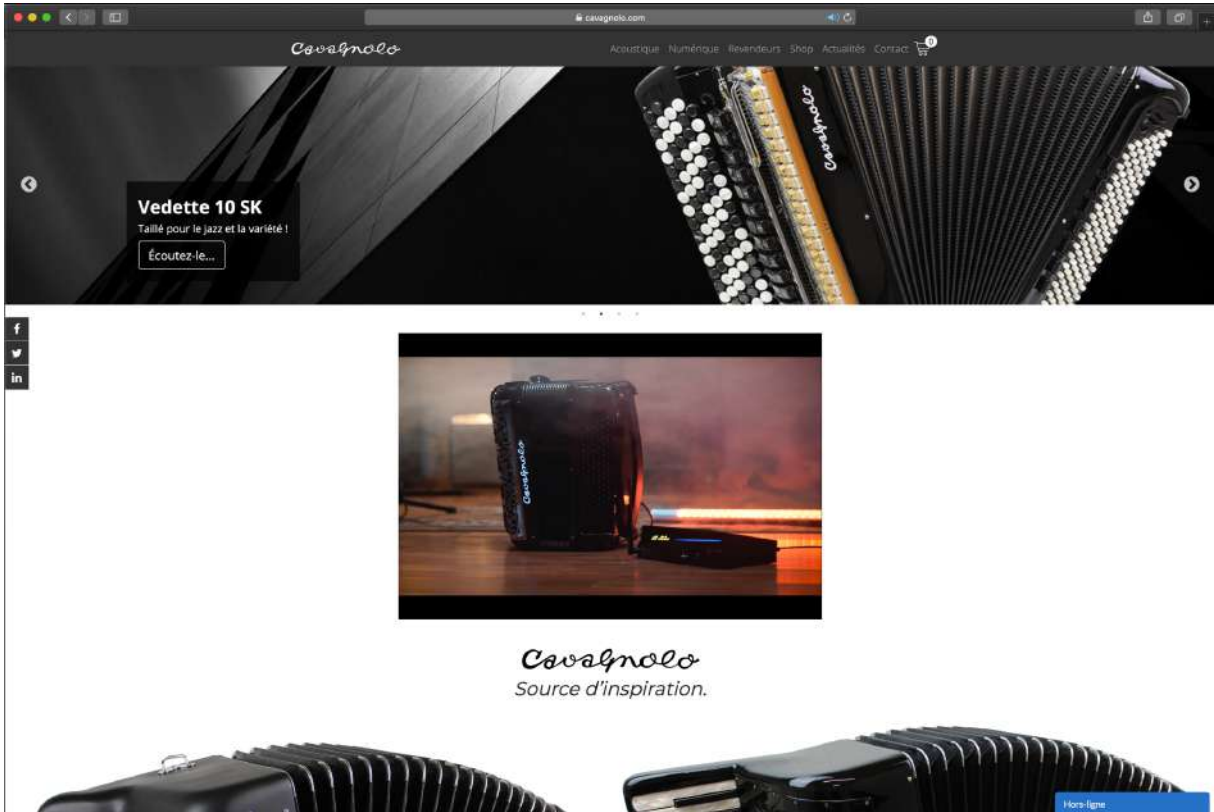 cavagnolo.com
Cavagnolo
Acoustique Numérique Revendeurs Shop Actualités Contact 0
Cavagnolo
Vedette 10 SK
Taillé pour le jazz et la variété !
Écoutez-le...
f
in
Cavagnolo
Cavagnolo
Source d'inspiration.
Hors-ligne